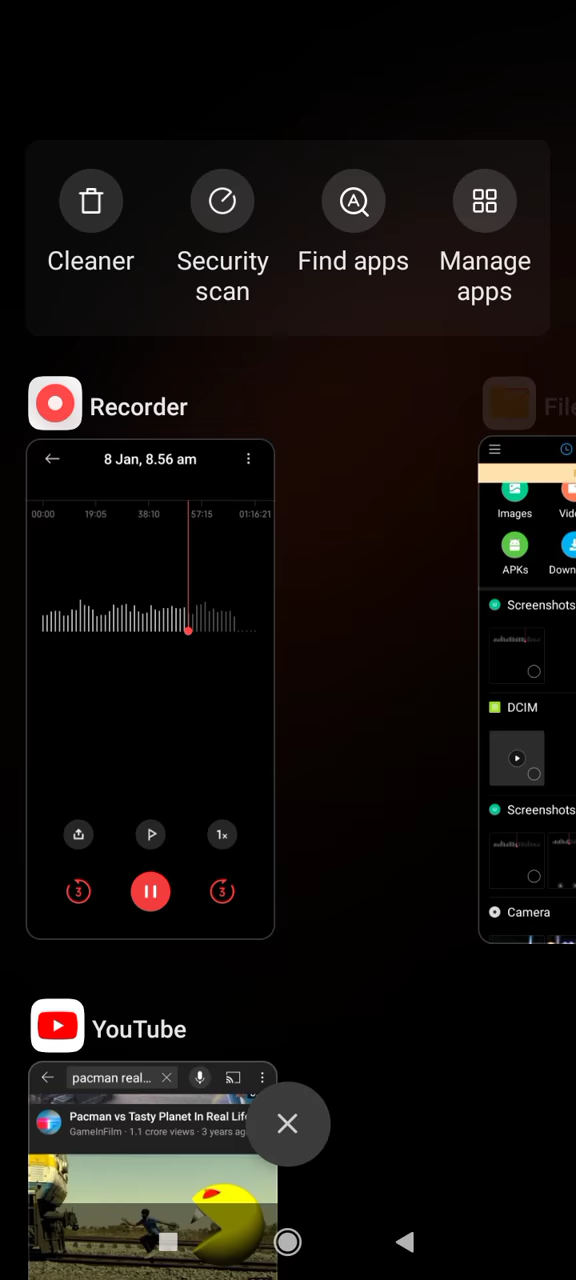 Cleaner
Security
scan
Find apps
Manage
apps
Recorder
8 Jan, 8.56 am
00:00 19:05 38:10 57:15 01:16:21
1x
3
3
Images
APKs
Screenshots
DCIM
Screenshots
Camera
YouTube
pacman real...
Pacman vs Tasty Planet In Real
GameInFilm · 1.1 crore views · 3 years